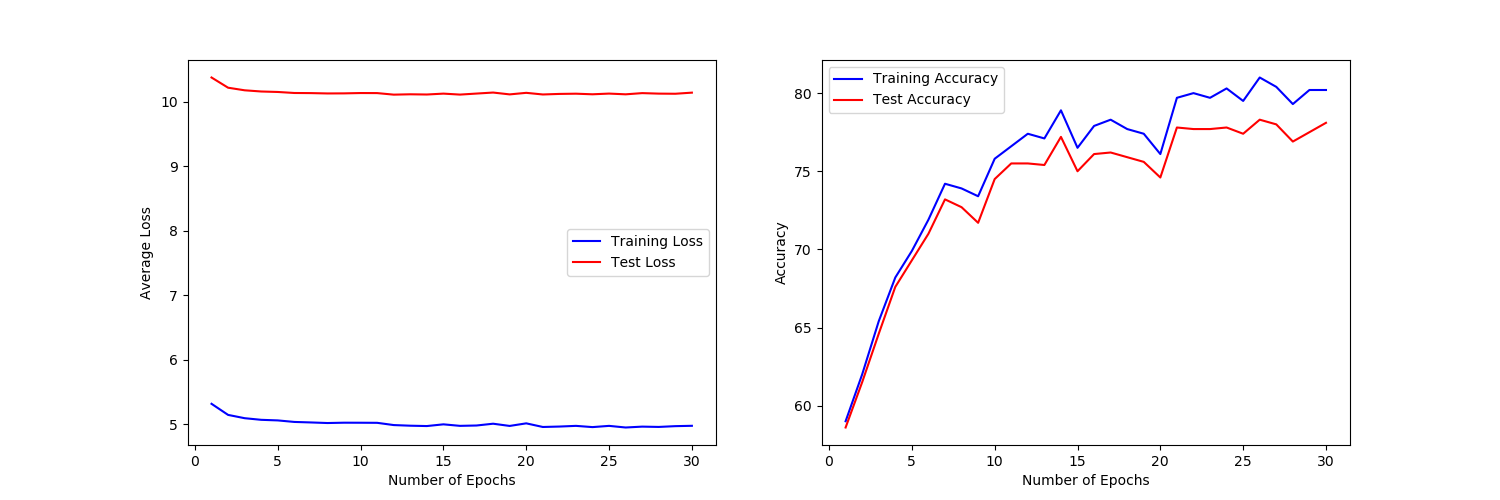 10
9
8
7
6
5
Average Loss
Training Loss
Test Loss
0 5 10 15 20 25 30
Number of Epochs
Training Accuracy
Test Accuracy
80
75
70
65
60
Accuracy
0 5 10 15 20 25 30
Number of Epochs